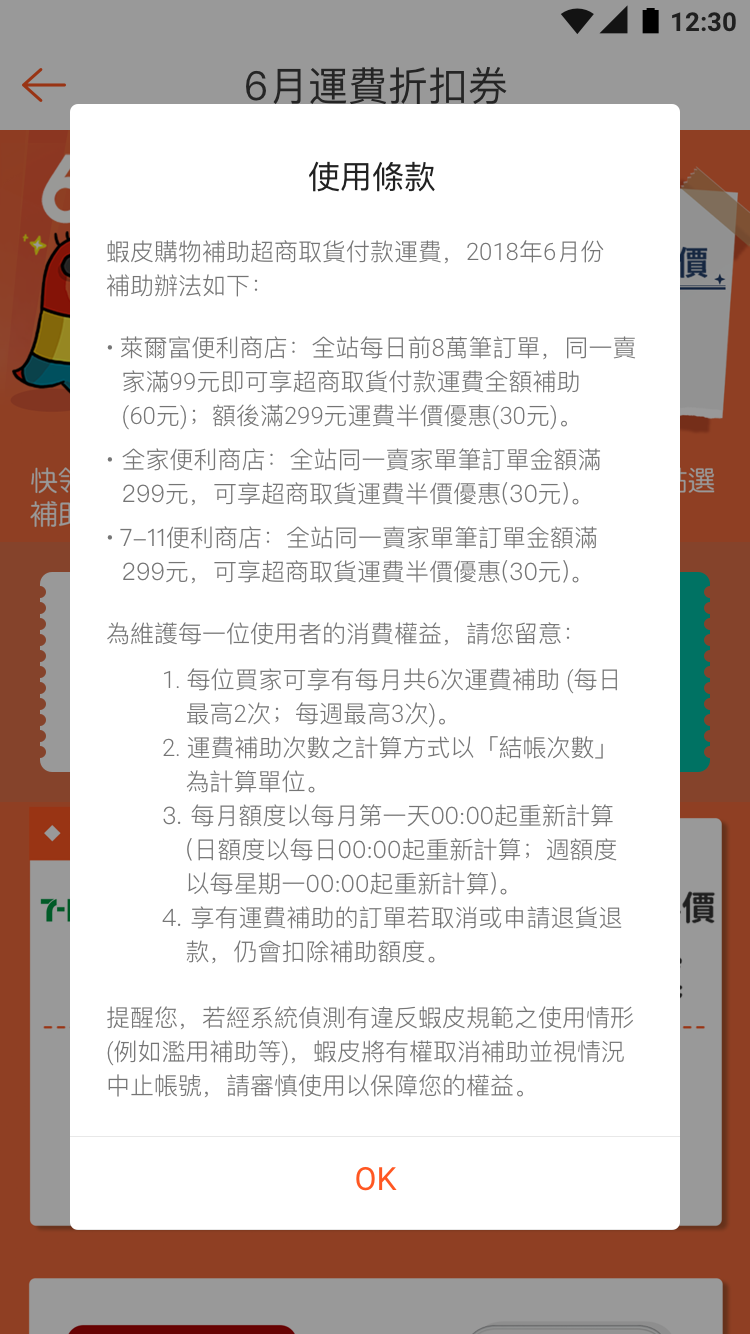 12:30
6月運費折扣券
使用條款
蝦皮購物補助超商取貨付款運費，2018年6月份
補助辦法如下：
• 萊爾富便利商店：全站每日前8萬筆訂單，同一賣
家滿99元即可享超商取貨付款運費全額補助
(60元)；額後滿299元運費半價優惠(30元)。
• 全家便利商店：全站同一賣家單筆訂單金額滿
299元，可享超商取貨運費半價優惠(30元)。
• 7–11便利商店：全站同一賣家單筆訂單金額滿
299元，可享超商取貨運費半價優惠(30元)。
為維護每一位使用者的消費權益，請您留意：
1. 每位買家可享有每月共6次運費補助 (每日
最高2次；每週最高3次)。
2. 運費補助次數之計算方式以「結帳次數」
為計算單位。
3. 每月額度以每月第一天00:00起重新計算
(日額度以每日00:00起重新計算；週額度
以每星期一00:00起重新計算)。
4. 享有運費補助的訂單若取消或申請退貨退
款，仍會扣除補助額度。
提醒您，若經系統偵測有違反蝦皮規範之使用情形
(例如濫用補助等)，蝦皮將有權取消補助並視情況
中止帳號，請審慎使用以保障您的權益。
OK
價
快
選
補
7-
價